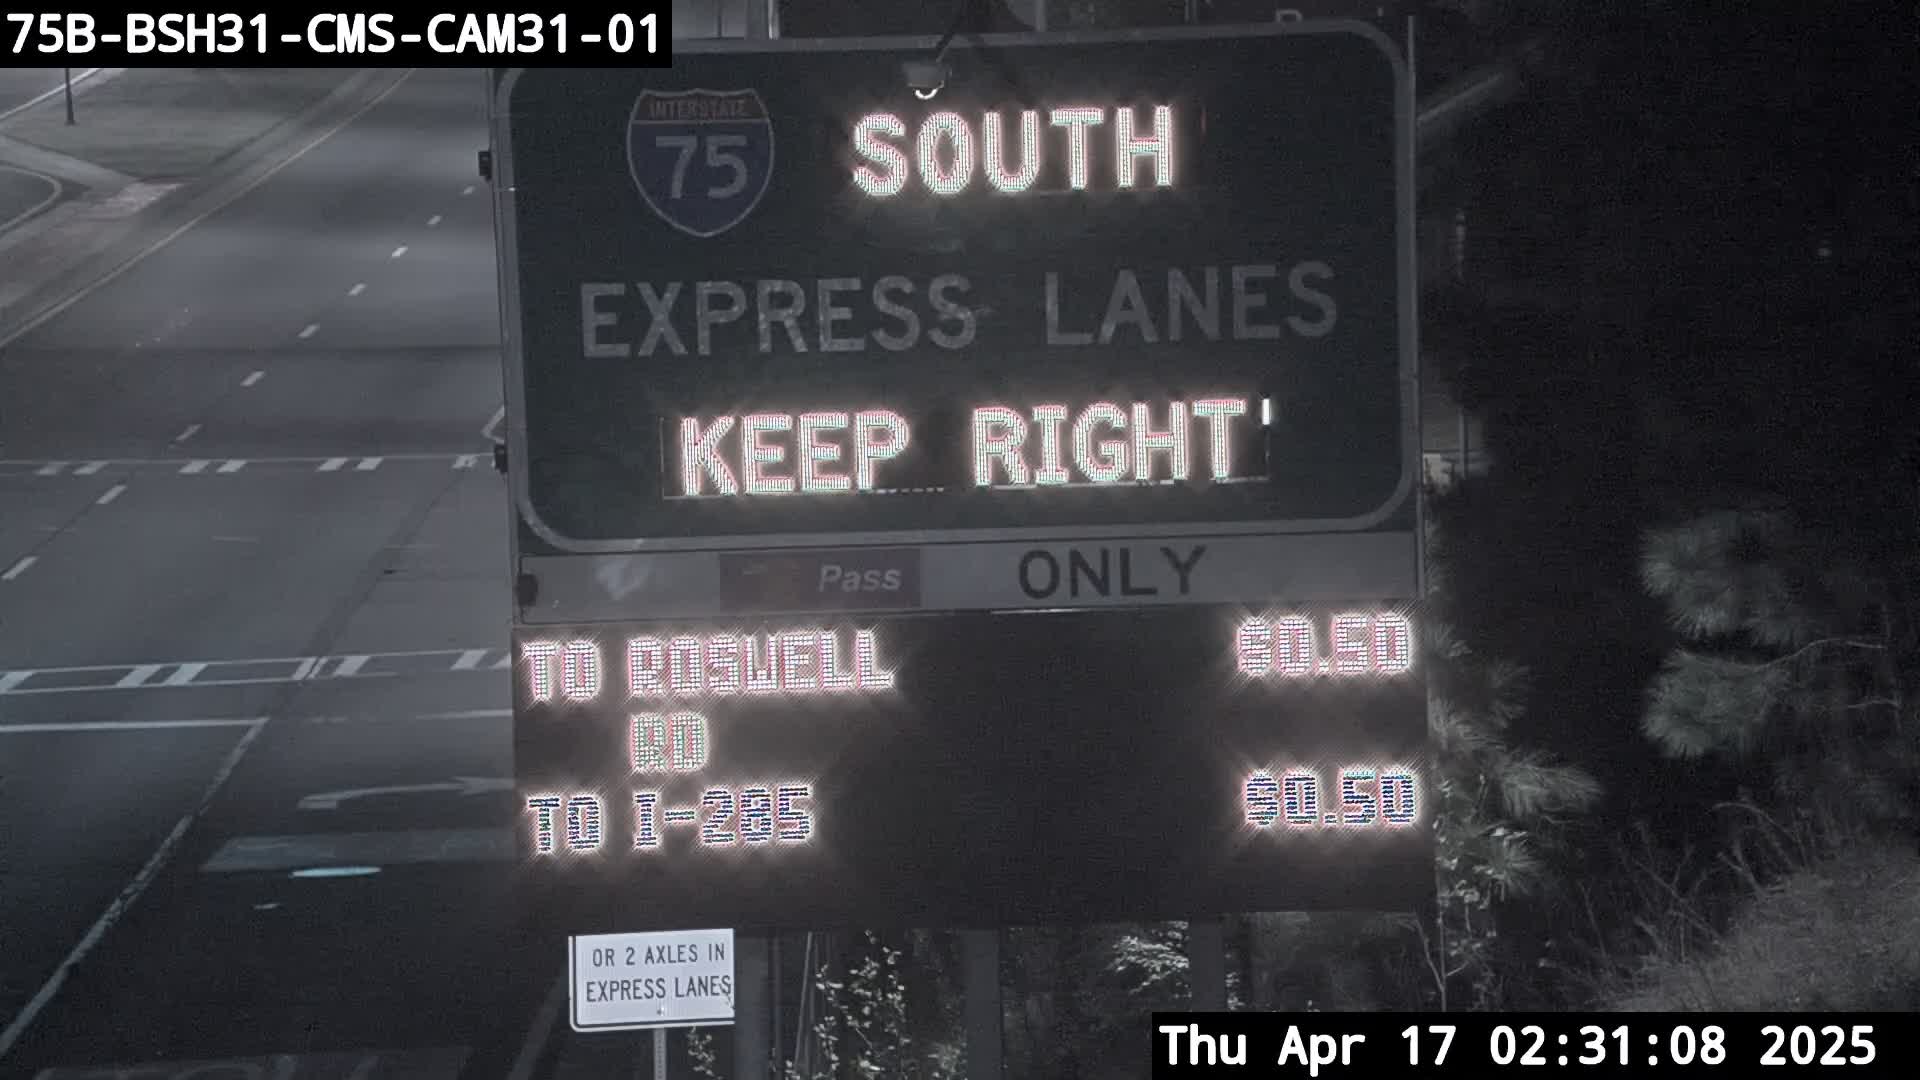 75B-BSH31-CMS-CAM31-01
INTERSTATE
75
SOUTH
EXPRESS LANES
KEEP RIGHT
Pass ONLY
TO ROSWELL $0.50
RD
TO I-285 $0.50
OR 2 AXLES IN
EXPRESS LANES
Thu Apr 17 02:31:08 2025